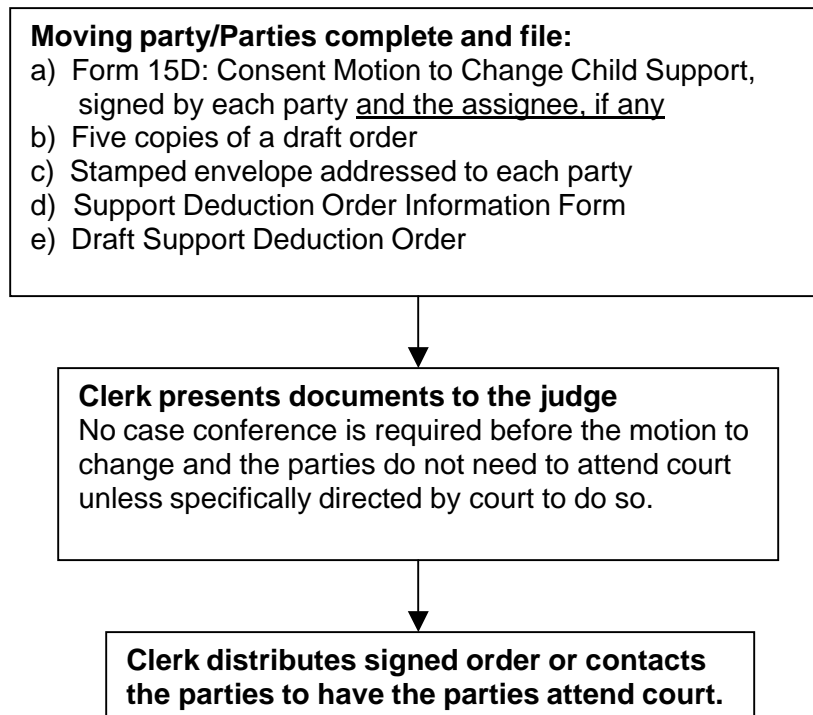 Moving party/Parties complete and file:
a) Form 15D: Consent Motion to Change Child Support,
signed by each party and the assignee, if any
b) Five copies of a draft order
c) Stamped envelope addressed to each party
d) Support Deduction Order Information Form
e) Draft Support Deduction Order
Clerk presents documents to the judge
No case conference is required before the motion to
change and the parties do not need to attend court
unless specifically directed by court to do so.
Clerk distributes signed order or contacts
the parties to have the parties attend court.